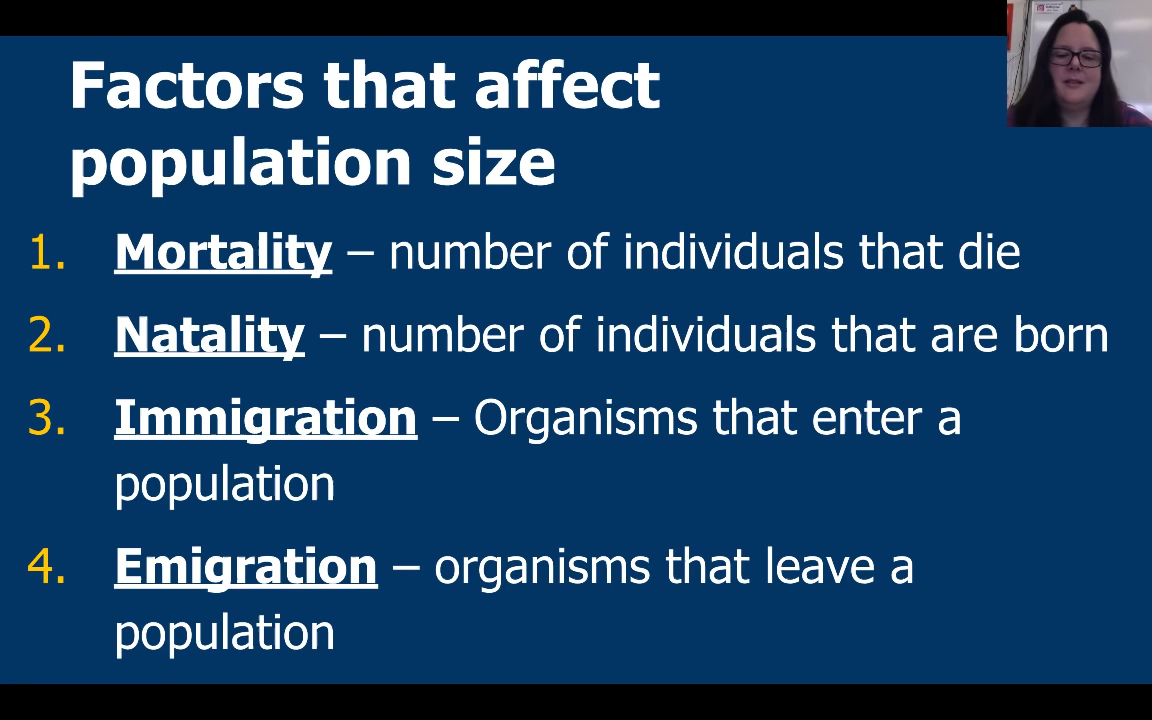 Factors that affect
population size
1. Mortality – number of individuals that die
2. Natality – number of individuals that are born
3. Immigration – Organisms that enter a
population
4. Emigration – organisms that leave a
population